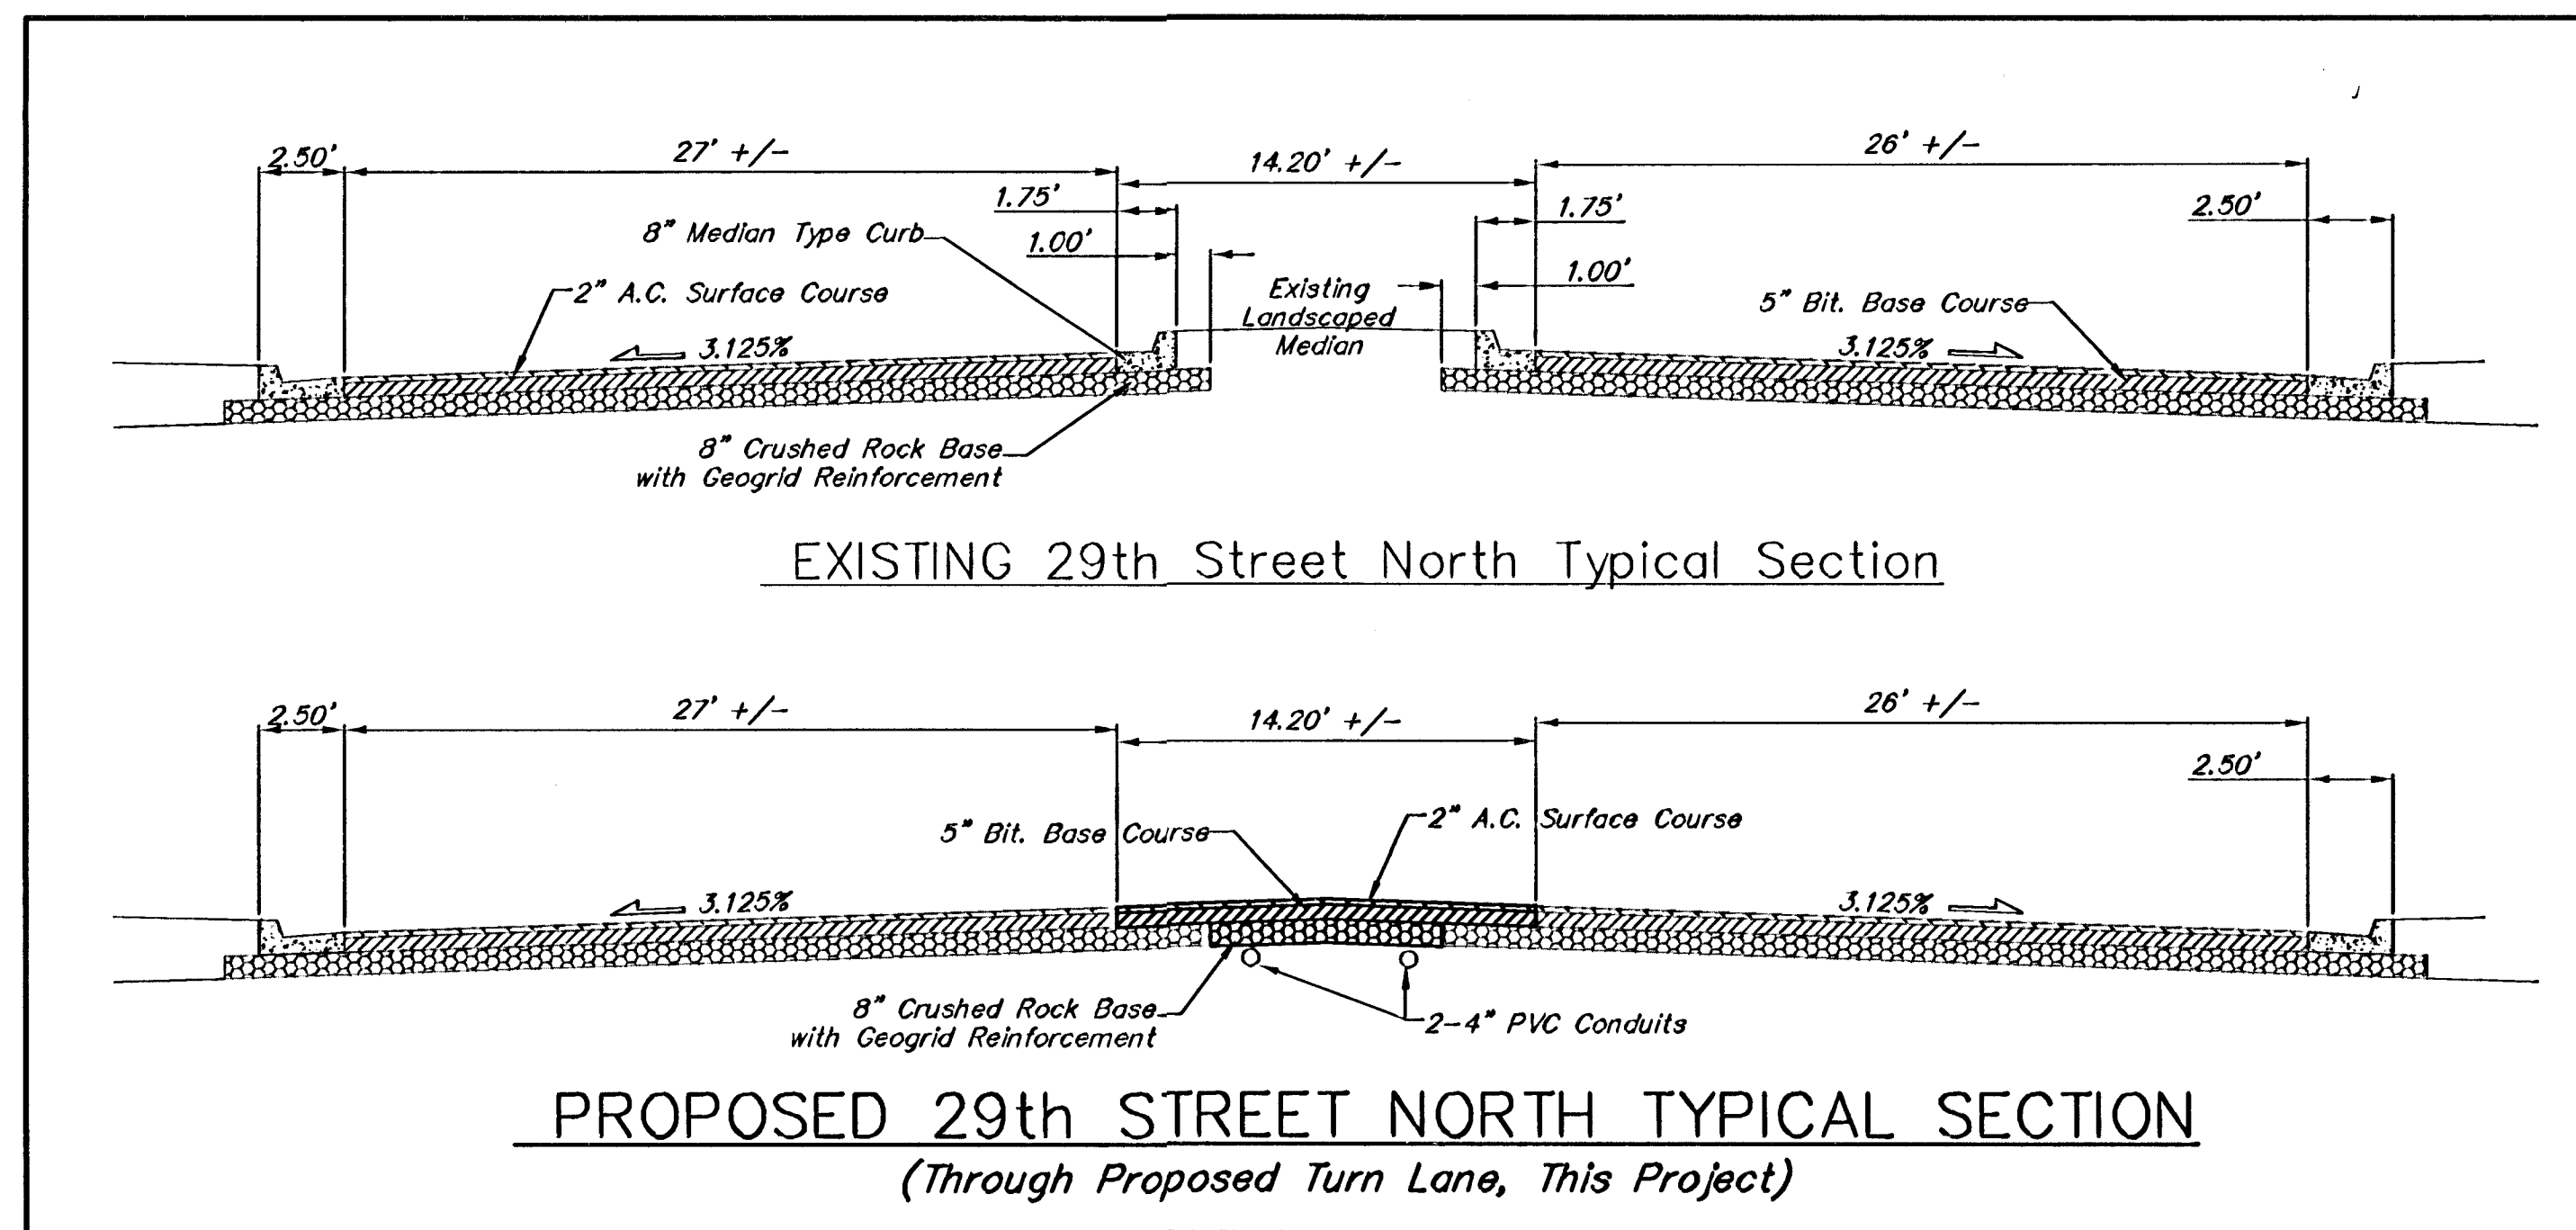 2.50'
27' +/-
14.20' +/-
26' +/-
2.50'
1.75'
1.75'
8" Median Type Curb
1.00'
1.00'
2" A.C. Surface Course
Existing
Landscaped
Median
5" Bit. Base Course
3.125%
3.125%
8" Crushed Rock Base
with Geogrid Reinforcement
EXISTING 29th Street North Typical Section
2.50'
27' +/-
14.20' +/-
26' +/-
2.50'
5" Bit. Base Course
2" A.C. Surface Course
3.125%
3.125%
8" Crushed Rock Base
with Geogrid Reinforcement
2-4" PVC Conduits
PROPOSED 29th STREET NORTH TYPICAL SECTION
(Through Proposed Turn Lane, This Project)